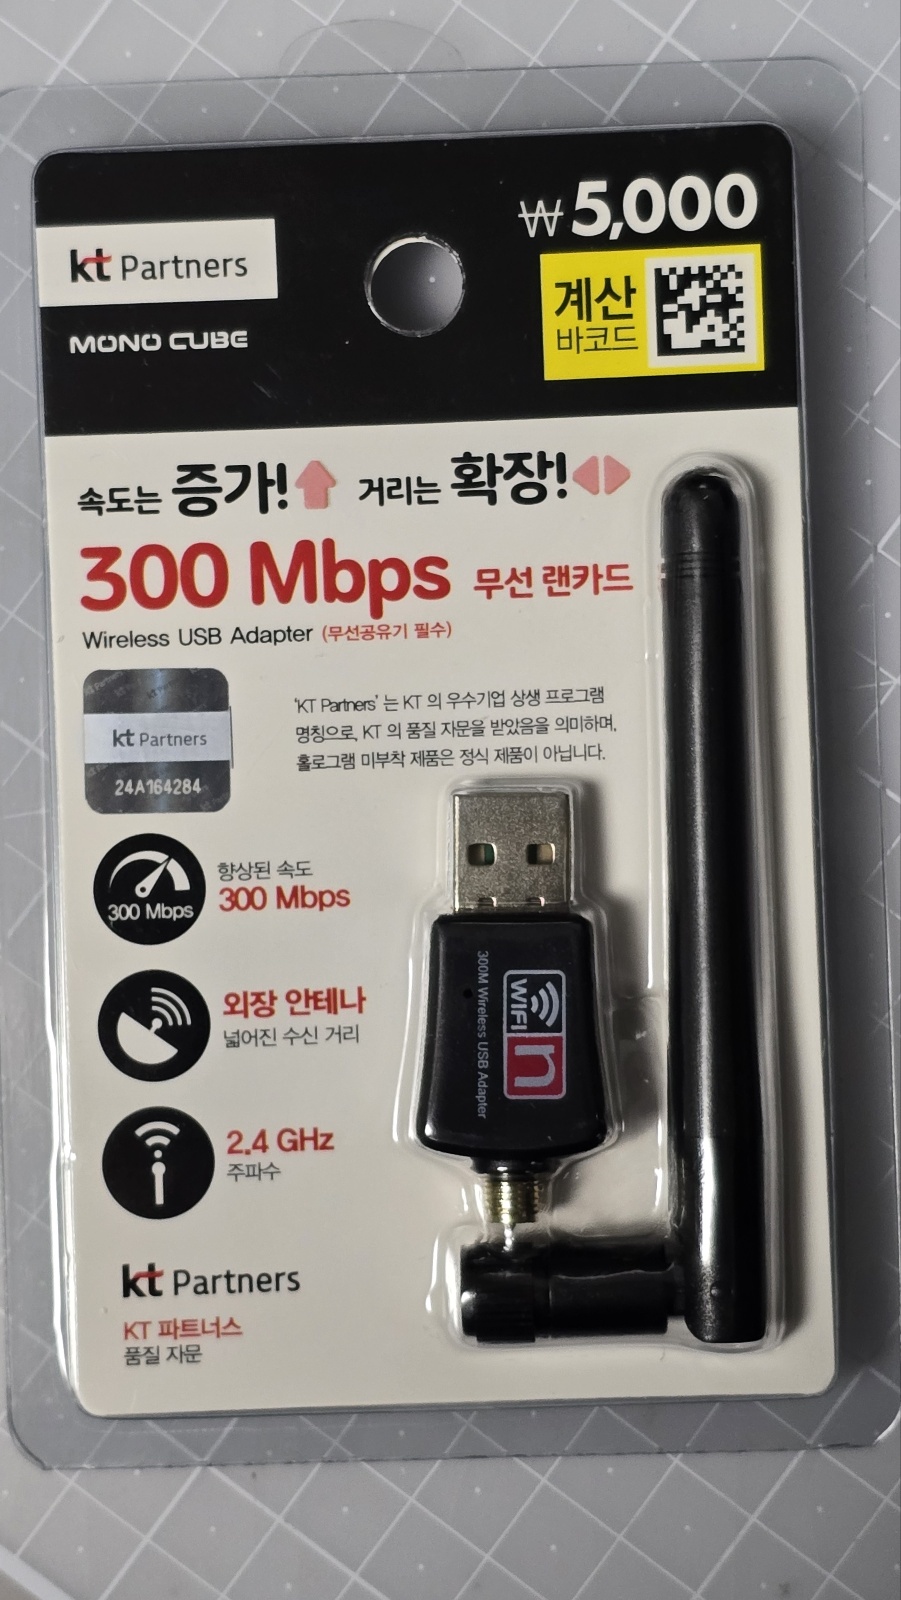 ₩5,000
kt Partners
MONO CUBE
계산
바코드
속도는 증가! 거리는 확장!
300 Mbps 무선 랜카드
Wireless USB Adapter (무선공유기 필수)
kt Partners
24A164284
'KT Partners' 는 KT 의 우수기업 상생 프로그램
명칭으로, KT 의 품질 자문을 받았음을 의미하며,
홀로그램 미부착 제품은 정식 제품이 아닙니다.
300 Mbps
향상된 속도
300 Mbps
외장 안테나
넓어진 수신 거리
2.4 GHz
주파수
300M Wireless USB Adapter
WIFI n
kt Partners
KT 파트너스
품질 자문